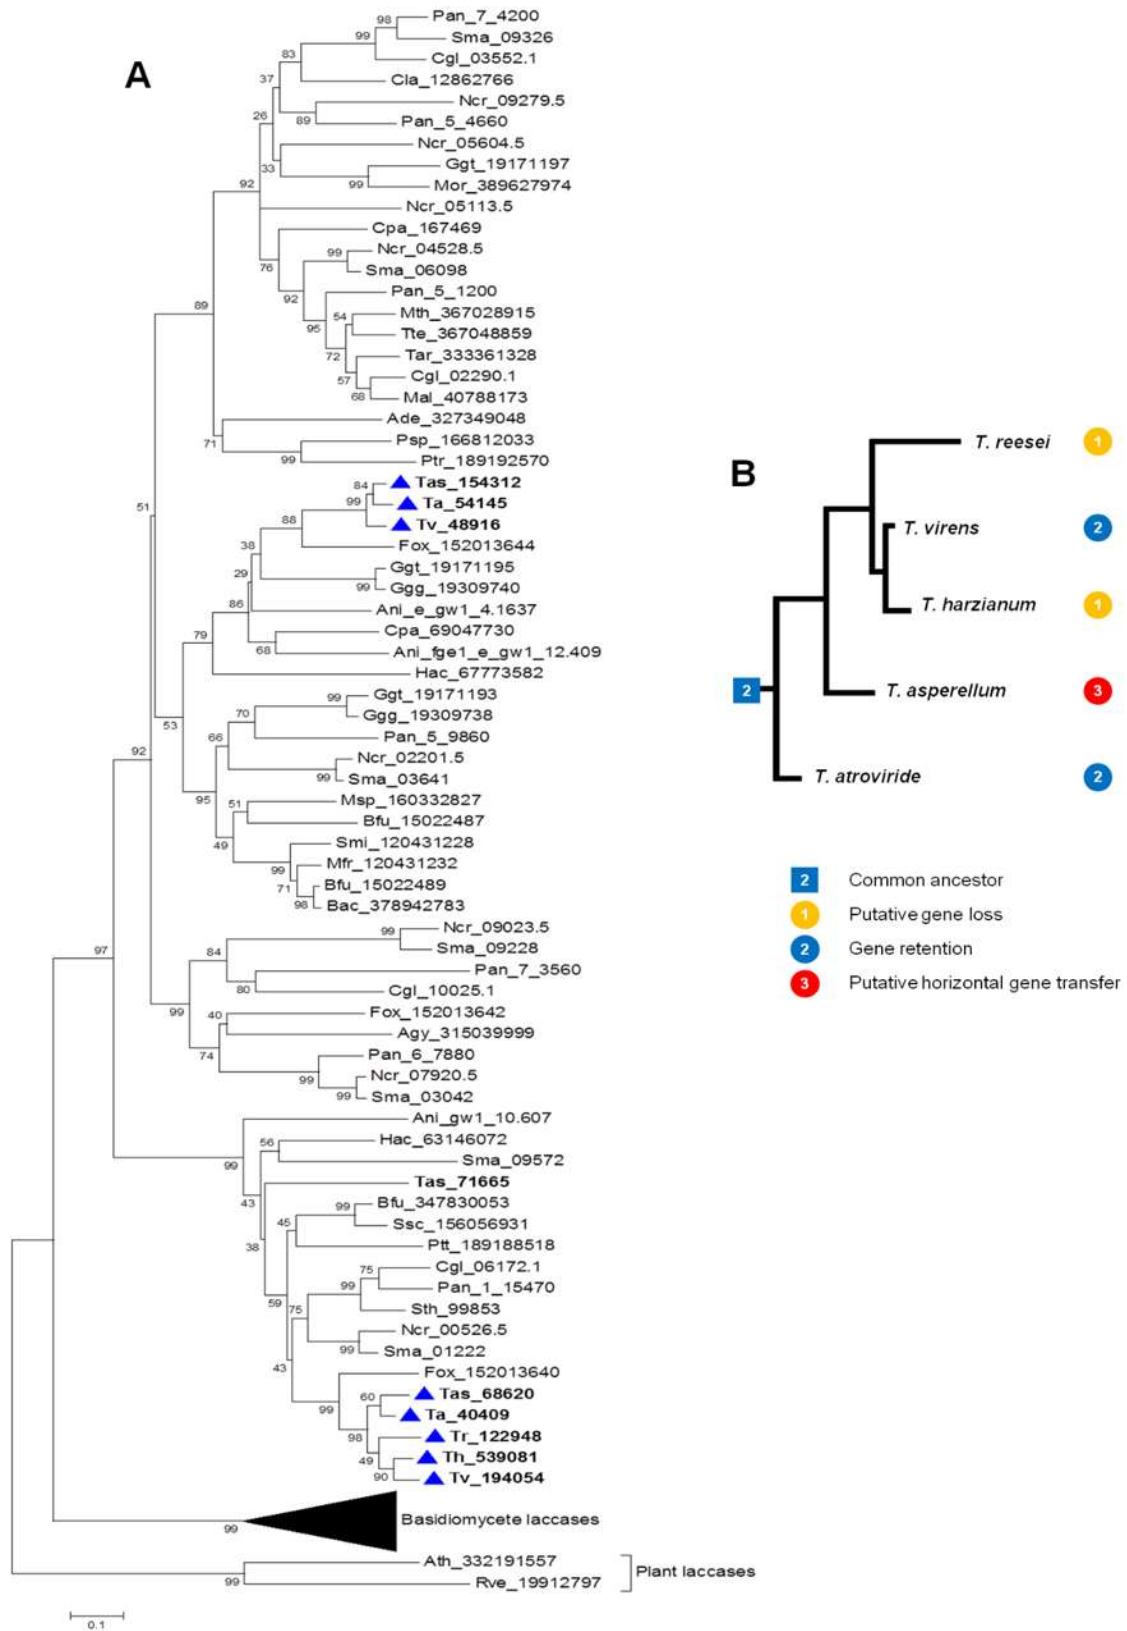 A
98
Pan_7_4200
99
Sma_09326
83
Cgl_03552.1
37
Cla_12862766
Ncr_09279.5
26
89
Pan_5_4660
Ncr_05604.5
33
Ggt_19171197
92
99
Mor_389627974
Ncr_05113.5
Cpa_167469
99
Ncr_04528.5
76
Sma_06098
92
Pan_5_1200
89
54
Mth_367028915
95
Tte_367048859
72
Tar_333361328
57
Cgl_02290.1
68
Mal_40788173
Ade_327349048
71
Psp_166812033
99
Ptr_189192570
84
Tas_154312
51
99
Ta_54145
88
Tv_48916
38
Fox_152013644
29
Ggt_19171195
99
Ggg_19309740
86
Ani_e_gw1_4.1637
79
Cpa_69047730
68
Ani_fge1_e_gw1_12.409
Hac_67773582
99
Ggt_19171193
70
Ggg_19309738
53
66
Pan_5_9860
92
Ncr_02201.5
99
Sma_03641
95
51
Msp_160332827
Bfu_15022487
49
Smi_120431228
99
Mfr_120431232
71
Bfu_15022489
98
Bac_378942783
99
Ncr_09023.5
97
84
Sma_09228
Pan_7_3560
80
Cgl_10025.1
99
40
Fox_152013642
Agy_315039999
74
Pan_6_7880
99
Ncr_07920.5
99
Sma_03042
Ani_gw1_10.607
56
Hac_63146072
99
Sma_09572
43
Tas_71665
99
Bfu_347830053
45
Ssc_156056931
38
Ptt_189188518
75
Cgl_06172.1
99
Pan_1_15470
59
75
Sth_99853
Ncr_00526.5
99
Sma_01222
43
Fox_152013640
60
Tas_68620
99
Ta_40409
98
Tr_122948
49
Th_539081
90
Tv_194054
99
Basidiomycete laccases
Ath_332191557
99
Rve_19912797
Plant laccases
0.1
B
T. reesei 1
T. virens 2
T. harzianum 1
2
T. asperellum 3
T. atroviride 2
2 Common ancestor
1 Putative gene loss
2 Gene retention
3 Putative horizontal gene transfer